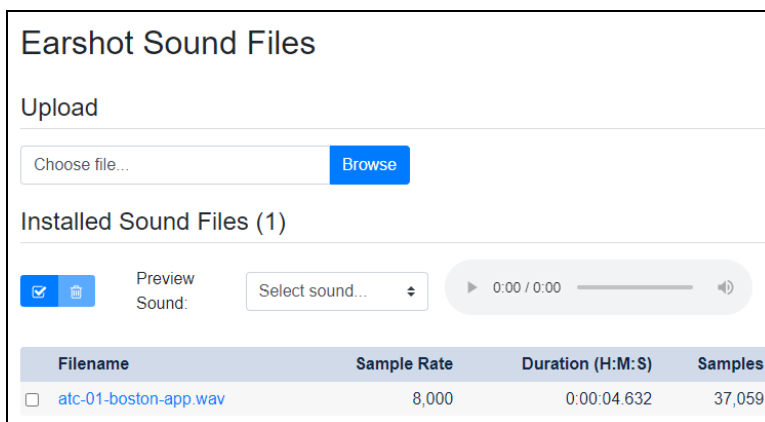 Earshot Sound Files
Upload
Choose file... Browse
Installed Sound Files (1)
Preview
Sound: Select sound... 0:00 / 0:00
Filename Sample Rate Duration (H:M:S) Samples
atc-01-boston-app.wav 8,000 0:00:04.632 37,059